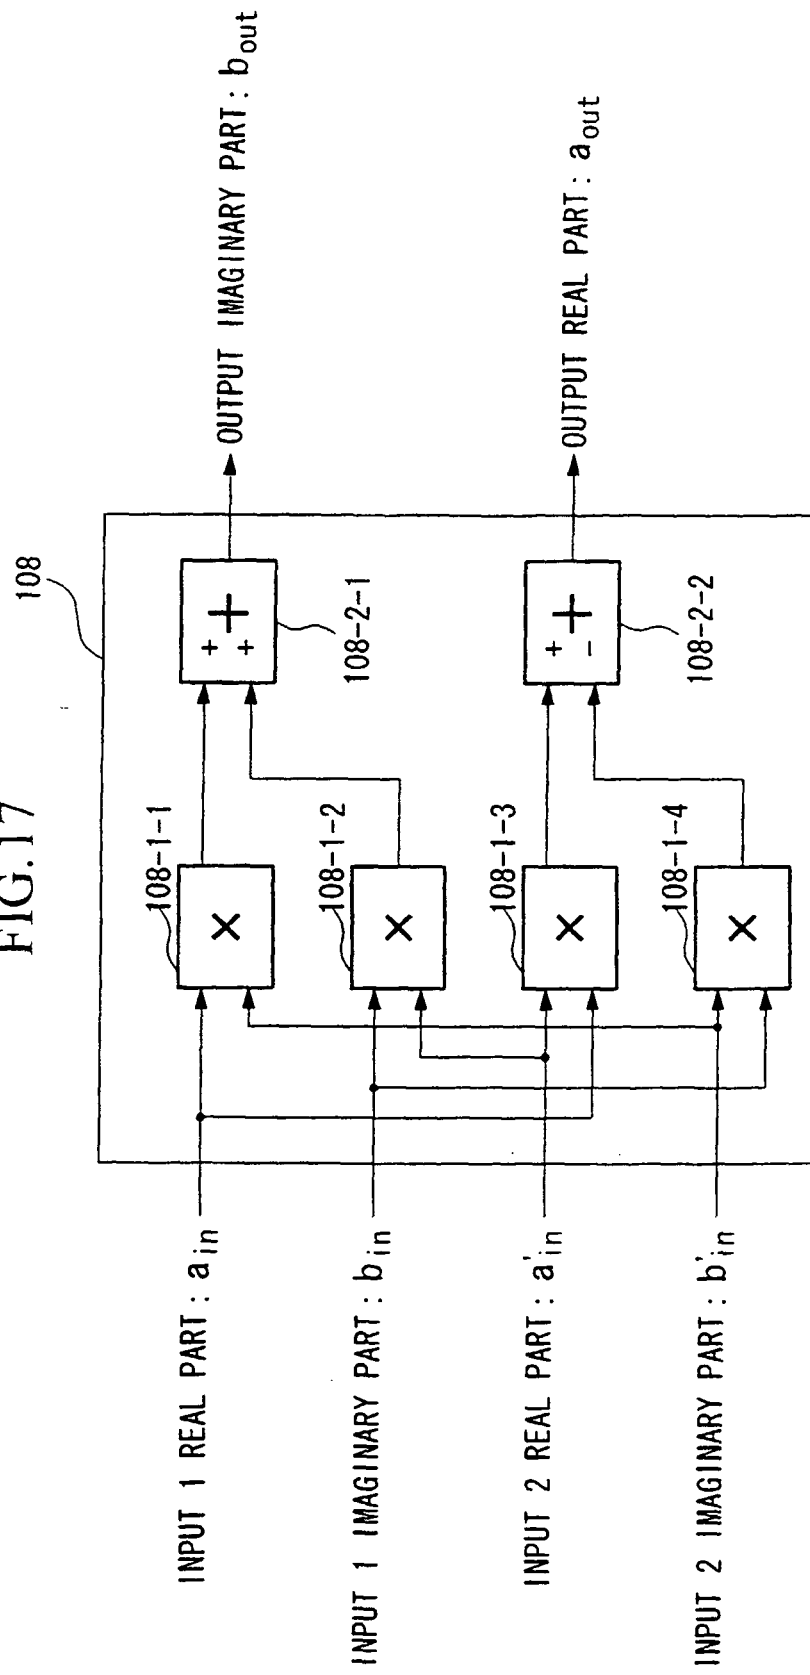 FIG.17
108
INPUT 1 REAL PART : a_in
108-1-1
×
+
+
+
108-2-1
OUTPUT IMAGINARY PART : b_out
INPUT 1 IMAGINARY PART : b_in
108-1-2
×
INPUT 2 REAL PART : a'_in
108-1-3
×
+
−
+
108-2-2
OUTPUT REAL PART : a_out
INPUT 2 IMAGINARY PART : b'_in
108-1-4
×